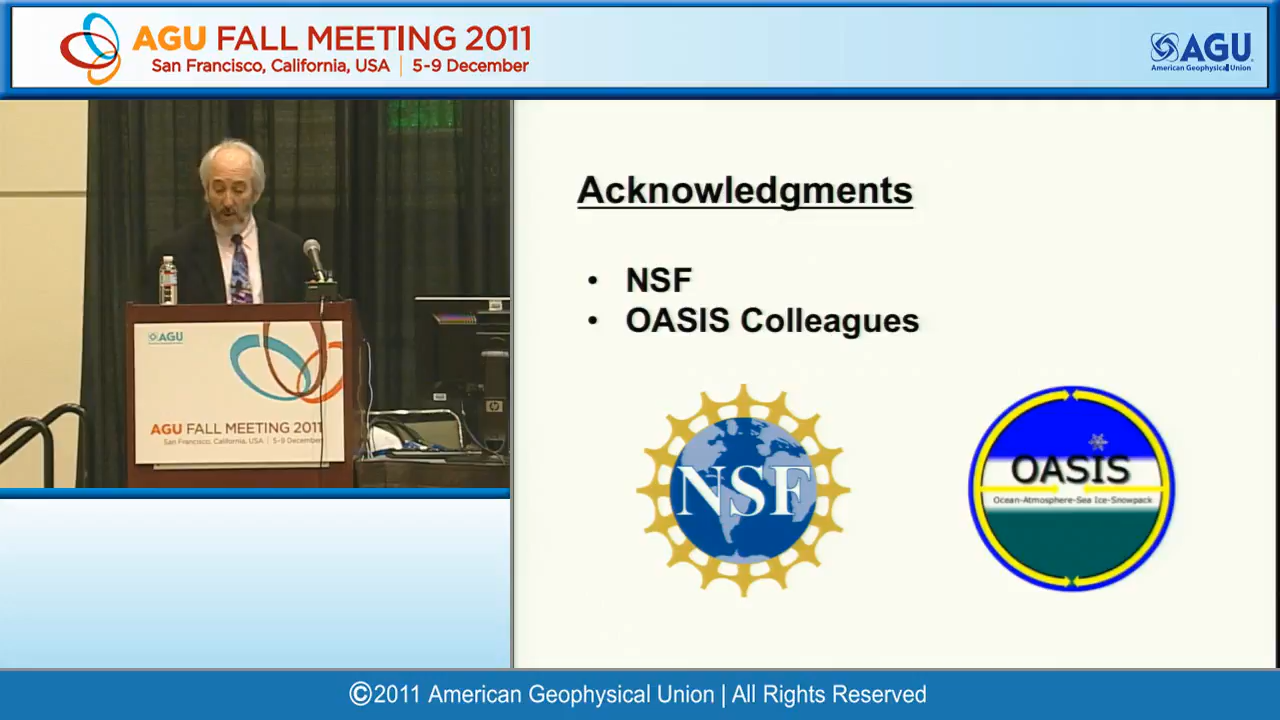 AGU FALL MEETING 2011
San Francisco, California, USA | 5-9 December
AGU
American Geophysical Union
AGU
AGU FALL MEETING 2011
San Francisco, California, USA | 5-9 December
Acknowledgments
• NSF
• OASIS Colleagues
NSF
OASIS
Ocean-Atmosphere-Sea Ice-Snowpack
©2011 American Geophysical Union | All Rights Reserved